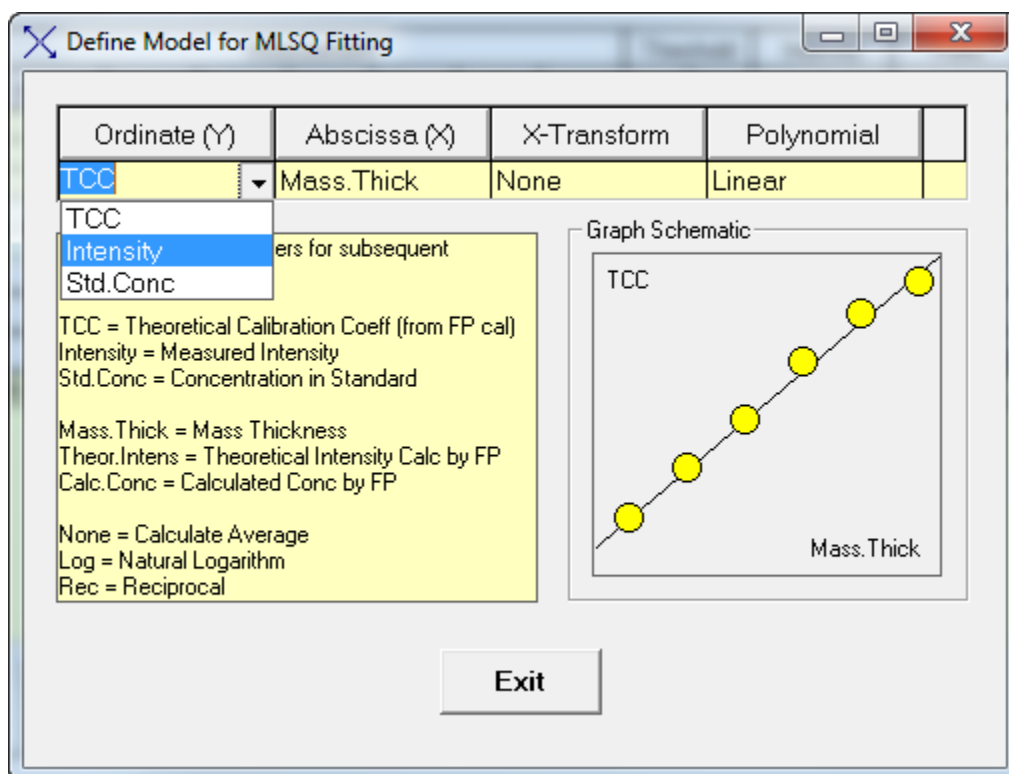 Define Model for MLSQ Fitting
Ordinate (Y) Abscissa (X) X-Transform Polynomial
TCC Mass.Thick None Linear
TCC
Intensity
Std.Conc
ers for subsequent
TCC = Theoretical Calibration Coeff (from FP cal)
Intensity = Measured Intensity
Std.Conc = Concentration in Standard
Mass.Thick = Mass Thickness
Theor.Intens = Theoretical Intensity Calc by FP
Calc.Conc = Calculated Conc by FP
None = Calculate Average
Log = Natural Logarithm
Rec = Reciprocal
Graph Schematic
TCC
Mass.Thick
Exit